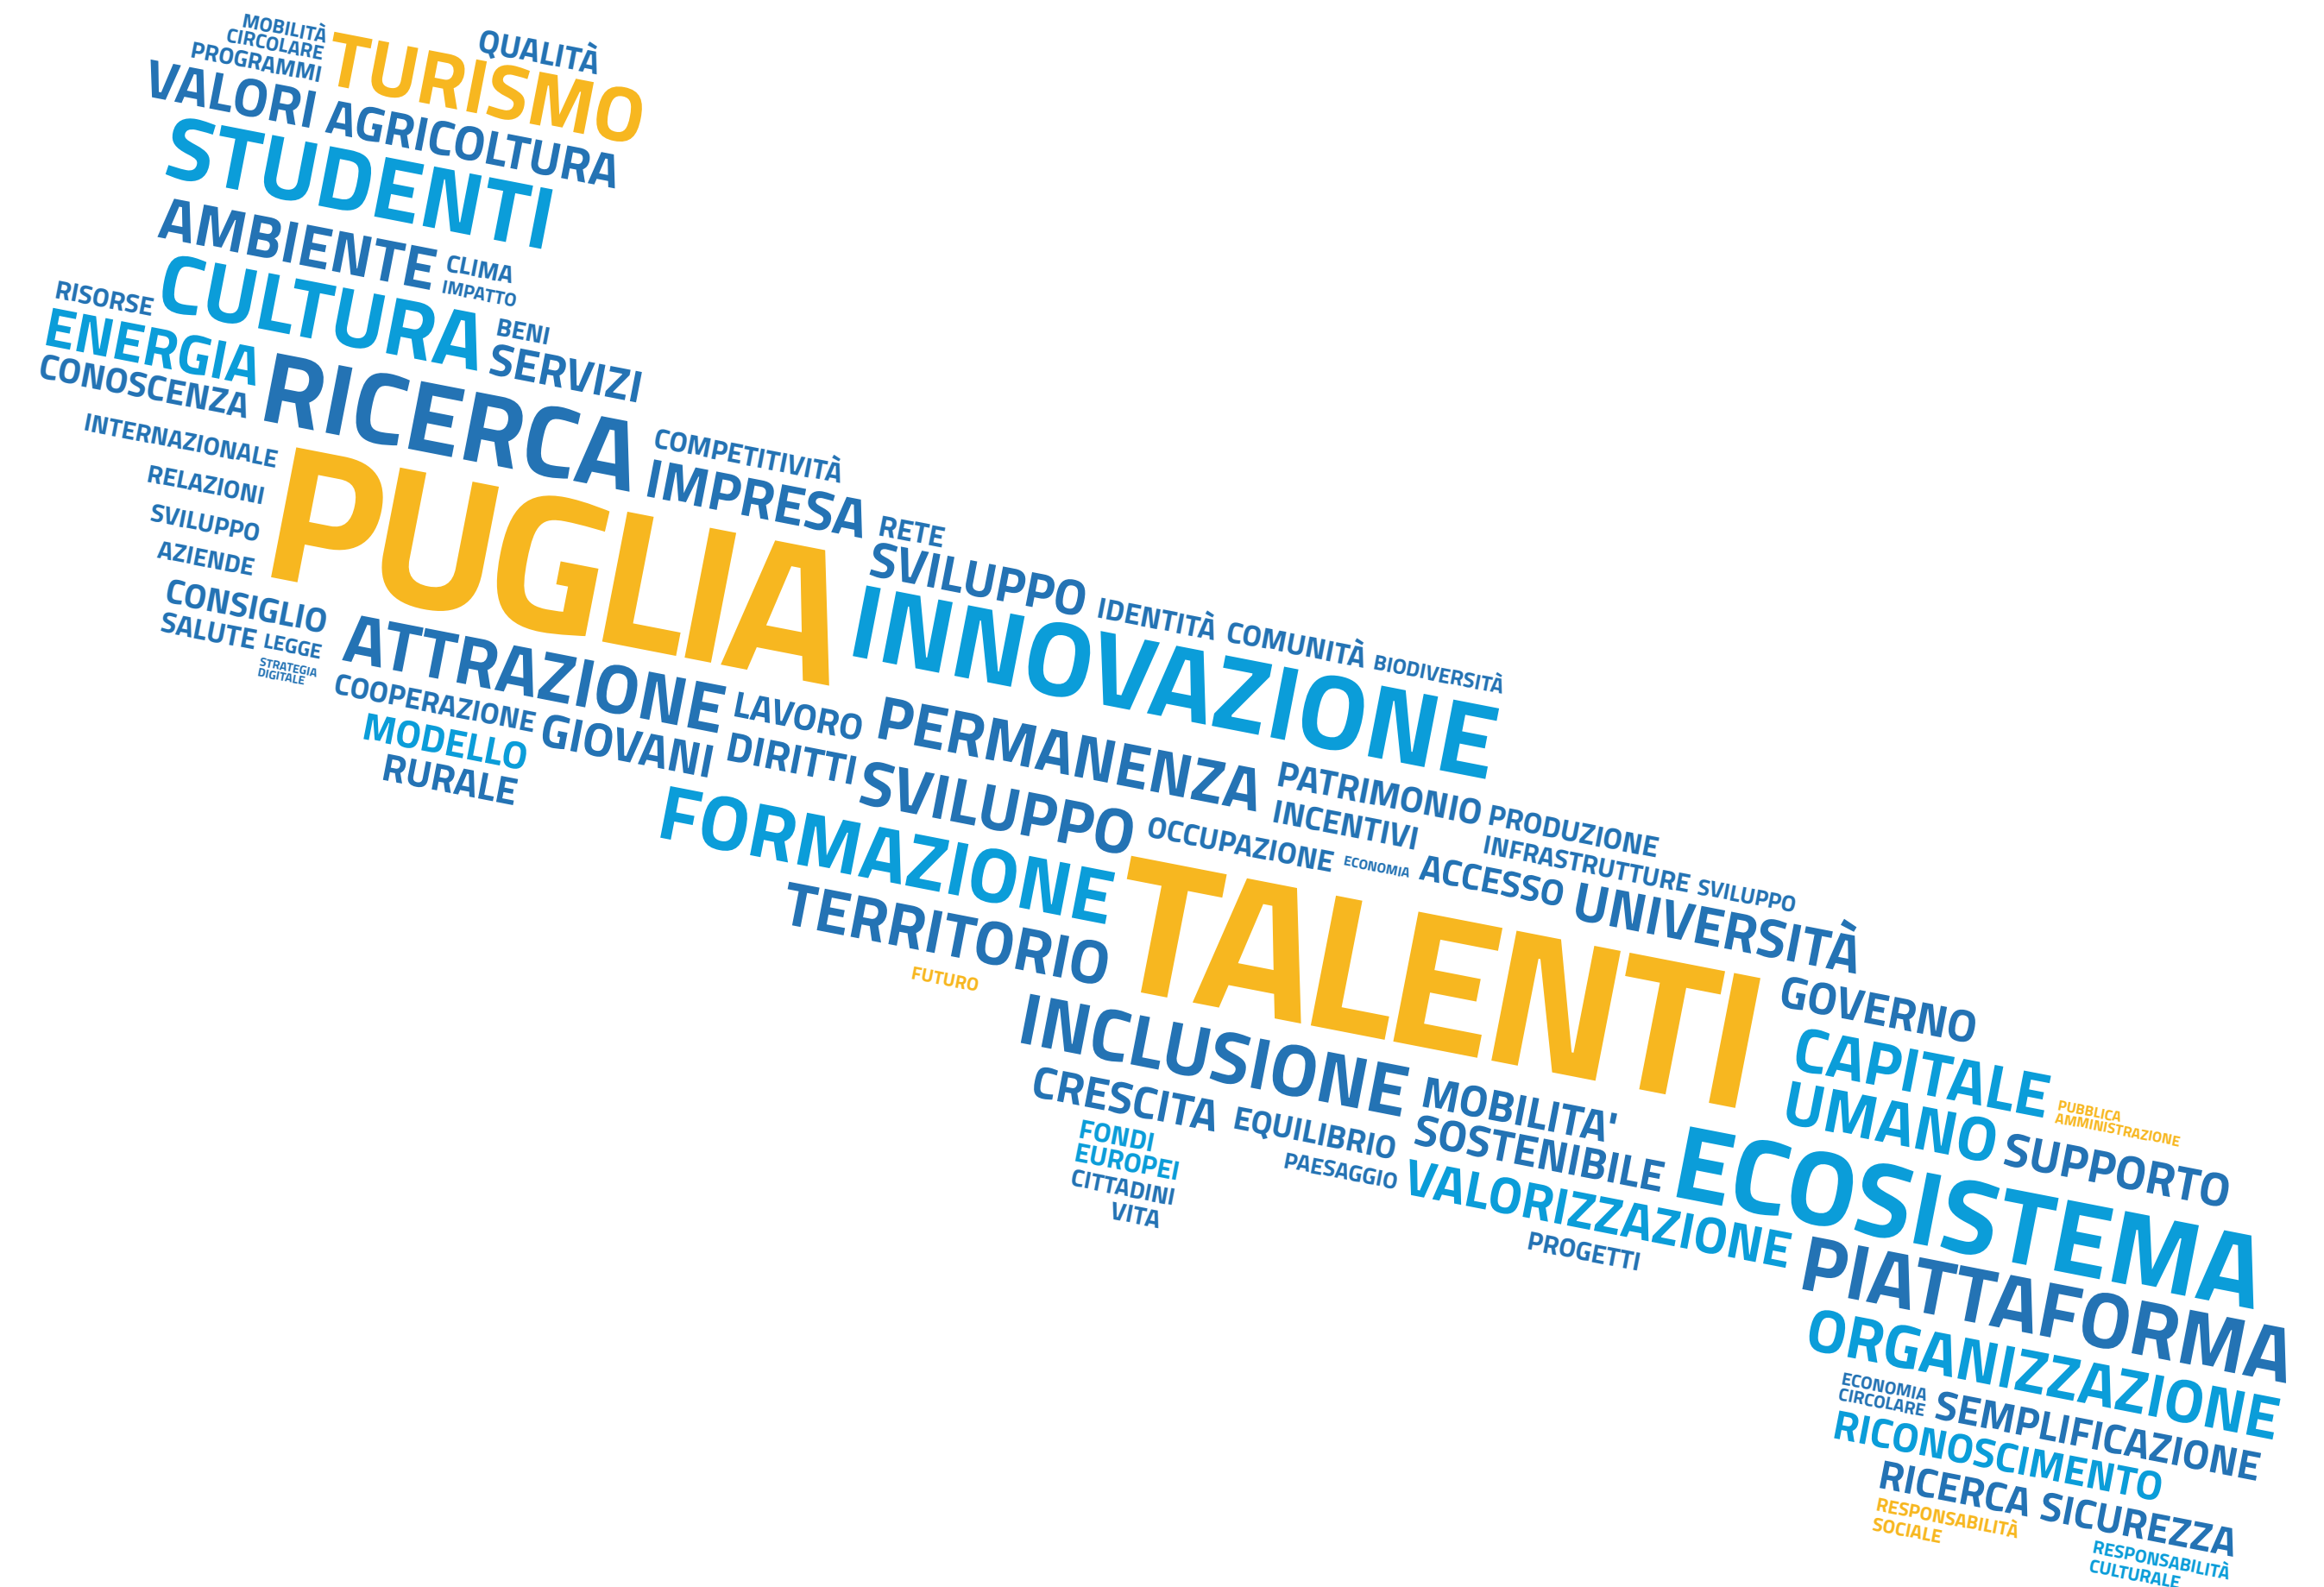 MOBILITÀ
CIRCOLARE
PROGRAMMI
TURISMO
QUALITÀ
VALORI
AGRICOLTURA
STUDENTI
AMBIENTE
CLIMA
IMPATTO
RISORSE
CULTURA
BENI
SERVIZI
ENERGIA
CONOSCENZA
RICERCA
INTERNAZIONALE
COMPETITIVITÀ
IMPRESA
RETE
RELAZIONI
SVILUPPO
AZIENDE
PUGLIA
SVILUPPO
IDENTITÀ
COMUNITÀ
BIODIVERSITÀ
INNOVAZIONE
CONSIGLIO
SALUTE
LEGGE
STRATEGIA
DIGITALE
ATTRAZIONE
COOPERAZIONE
LAVORO
PERMANENZA
MODELLO
GIOVANI
DIRITTI
RURALE
SVILUPPO
PATRIMONIO
PRODUZIONE
INCENTIVI
INFRASTRUTTURE
SVILUPPO
FORMAZIONE
OCCUPAZIONE
ECONOMIA
ACCESSO
UNIVERSITÀ
TERRITORIO
TALENTI
FUTURO
GOVERNO
INCLUSIONE
CAPITALE
UMANO
PUBBLICA
AMMINISTRAZIONE
CRESCITA
EQUILIBRIO
MOBILITA'
SOSTENIBILE
SUPPORTO
FONDI
EUROPEI
CITTADINI
VITA
PAESAGGIO
VALORIZZAZIONE
ECOSISTEMA
PROGETTI
PIATTAFORMA
ORGANIZZAZIONE
ECONOMIA
CIRCOLARE
SEMPLIFICAZIONE
RICONOSCIMENTO
RICERCA
SICUREZZA
RESPONSABILITÀ
SOCIALE
RESPONSABILITÀ
CULTURALE